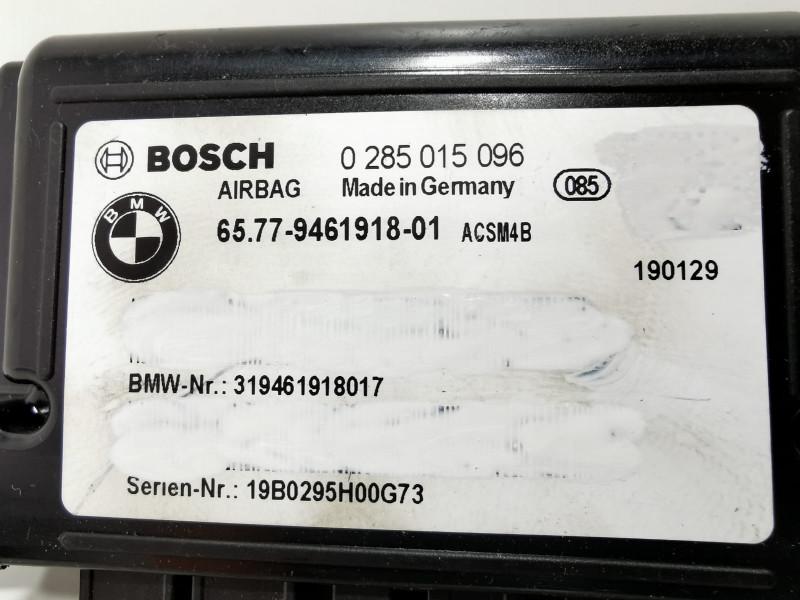 BOSCH 0 285 015 096
AIRBAG Made in Germany 085
BMW 65.77-9461918-01 ACSM4B
190129
BMW-Nr.: 319461918017
Serien-Nr.: 19B0295H00G73